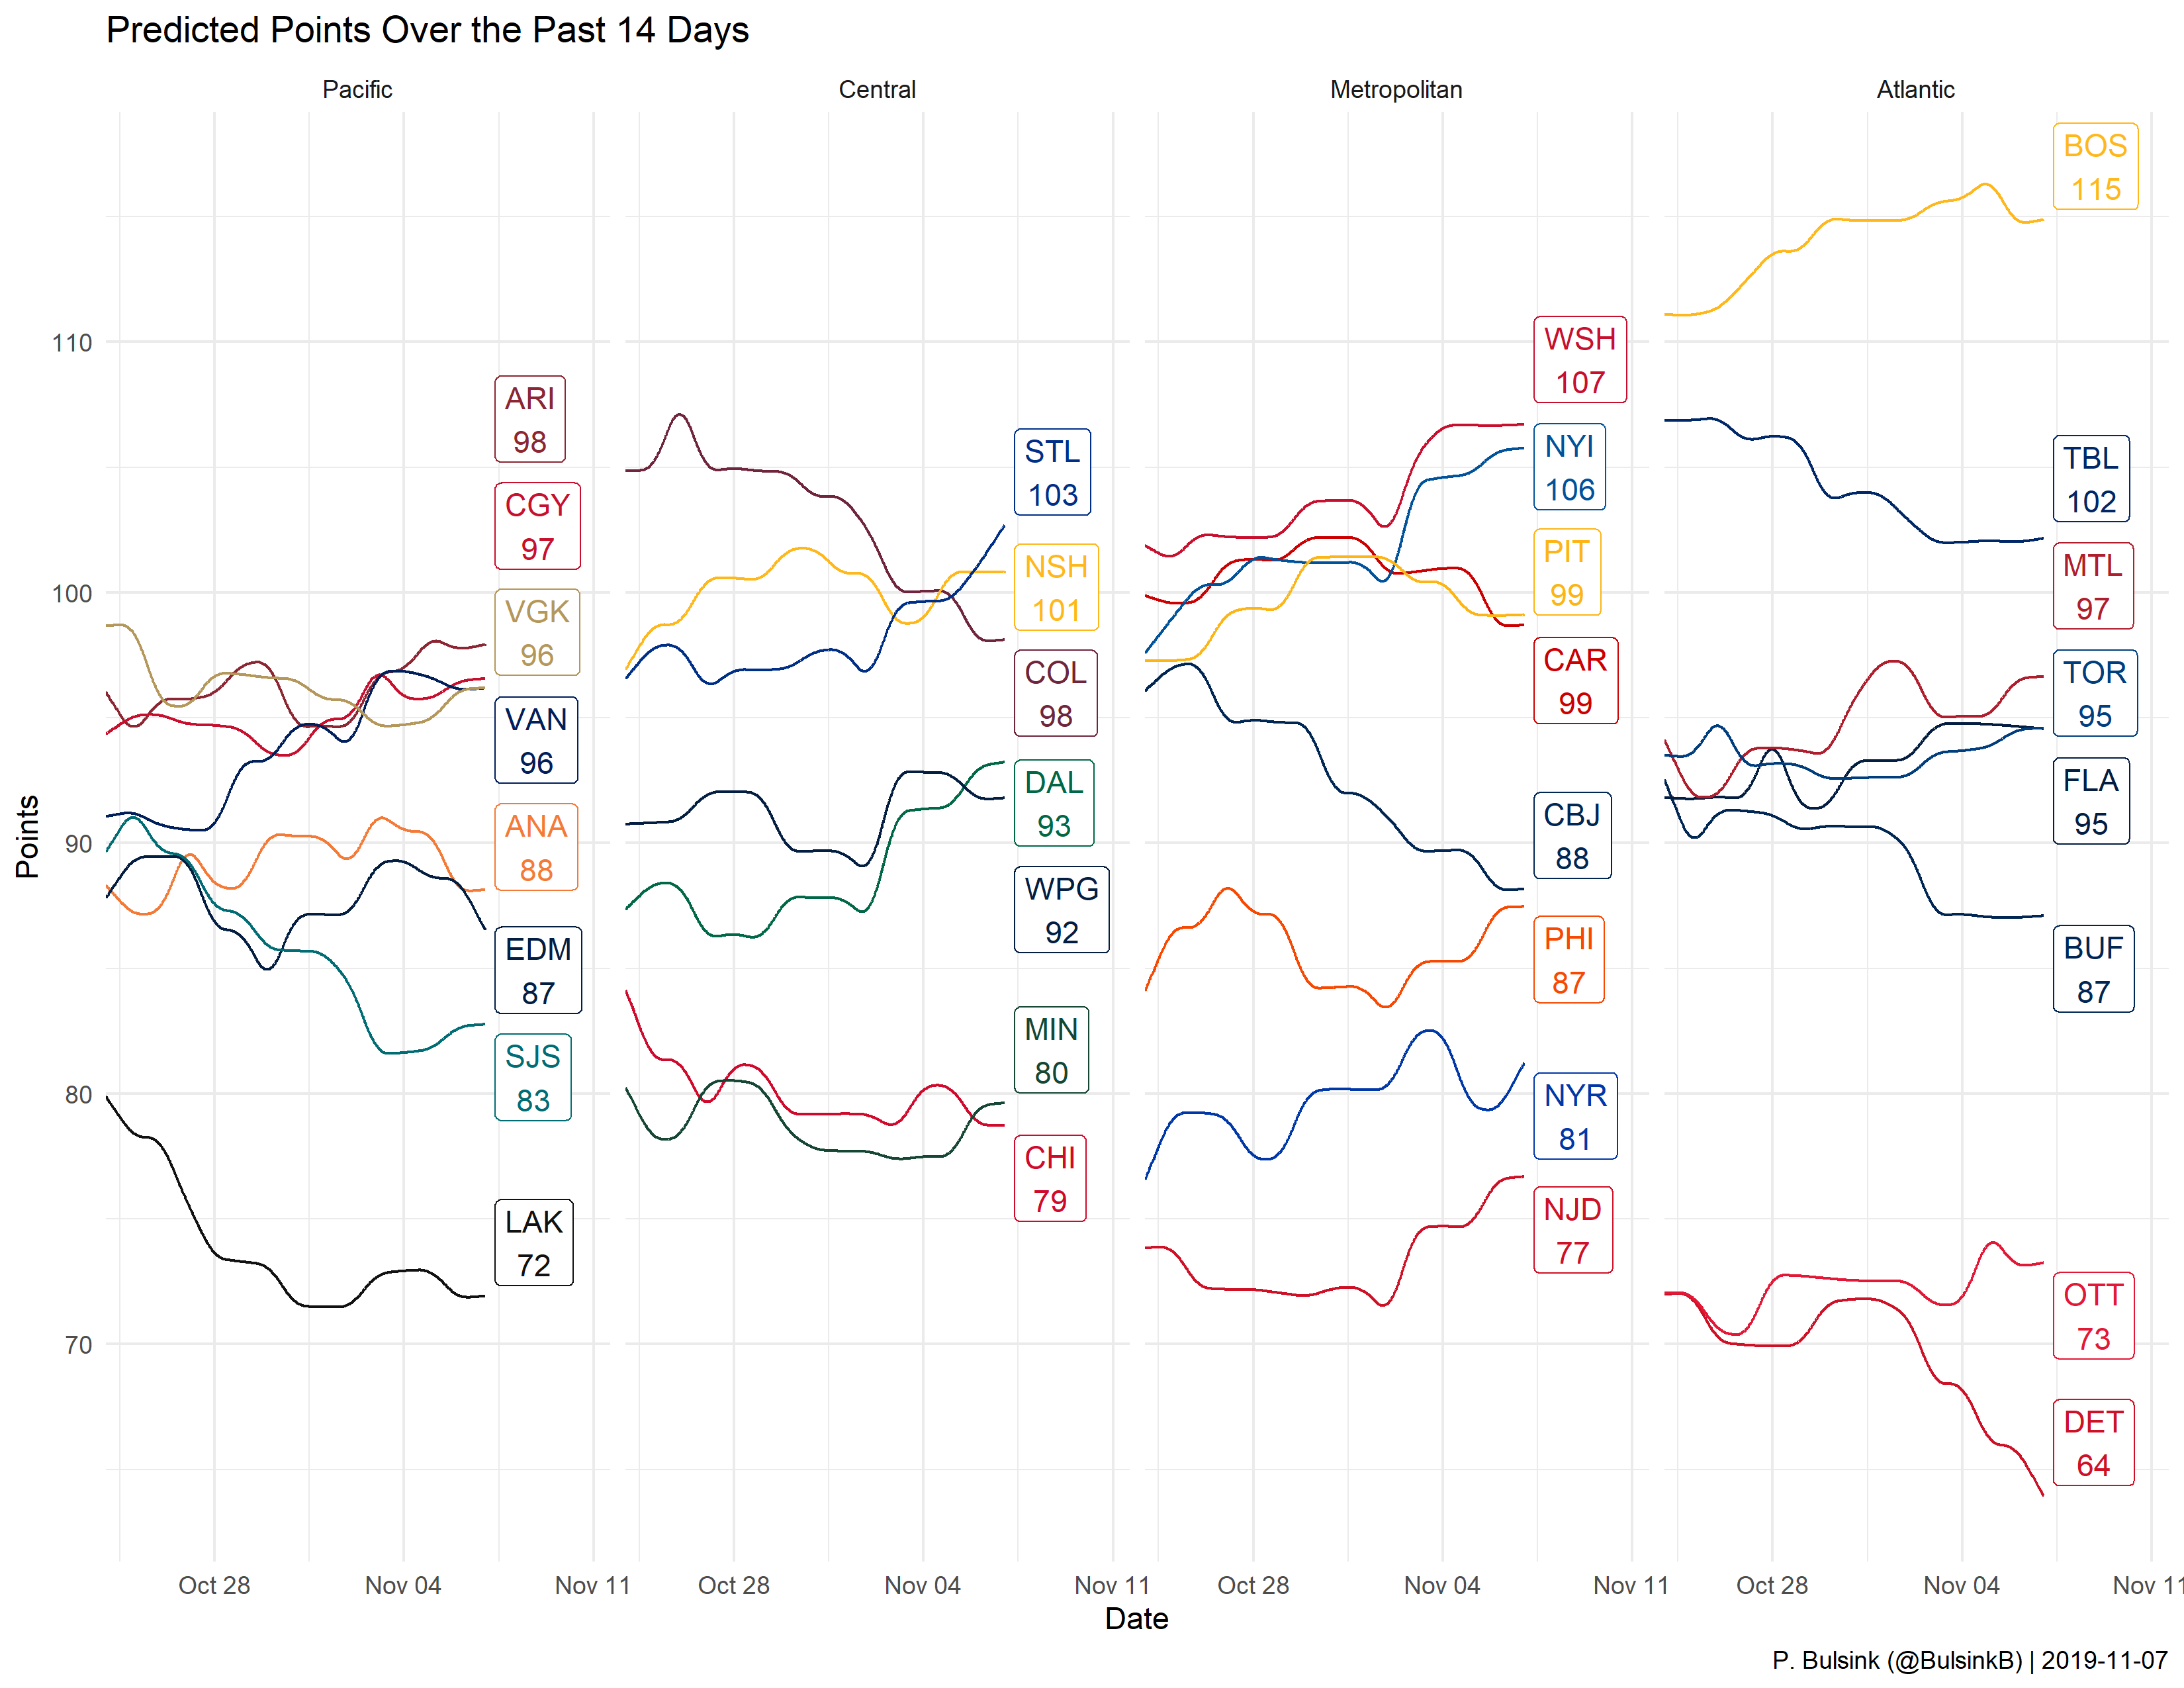 Predicted Points Over the Past 14 Days
Pacific
Central
Metropolitan
Atlantic
Points
110
100
90
80
70
ARI
98
CGY
97
VGK
96
VAN
96
ANA
88
EDM
87
SJS
83
LAK
72
STL
103
NSH
101
COL
98
DAL
93
WPG
92
MIN
80
CHI
79
WSH
107
NYI
106
PIT
99
CAR
99
CBJ
88
PHI
87
NYR
81
NJD
77
BOS
115
TBL
102
MTL
97
TOR
95
FLA
95
BUF
87
OTT
73
DET
64
Oct 28 Nov 04 Nov 11 Oct 28 Nov 04 Nov 11 Oct 28 Nov 04 Nov 11 Oct 28 Nov 04 Nov 11
Date
P. Bulsink (@BulsinkB) | 2019-11-07